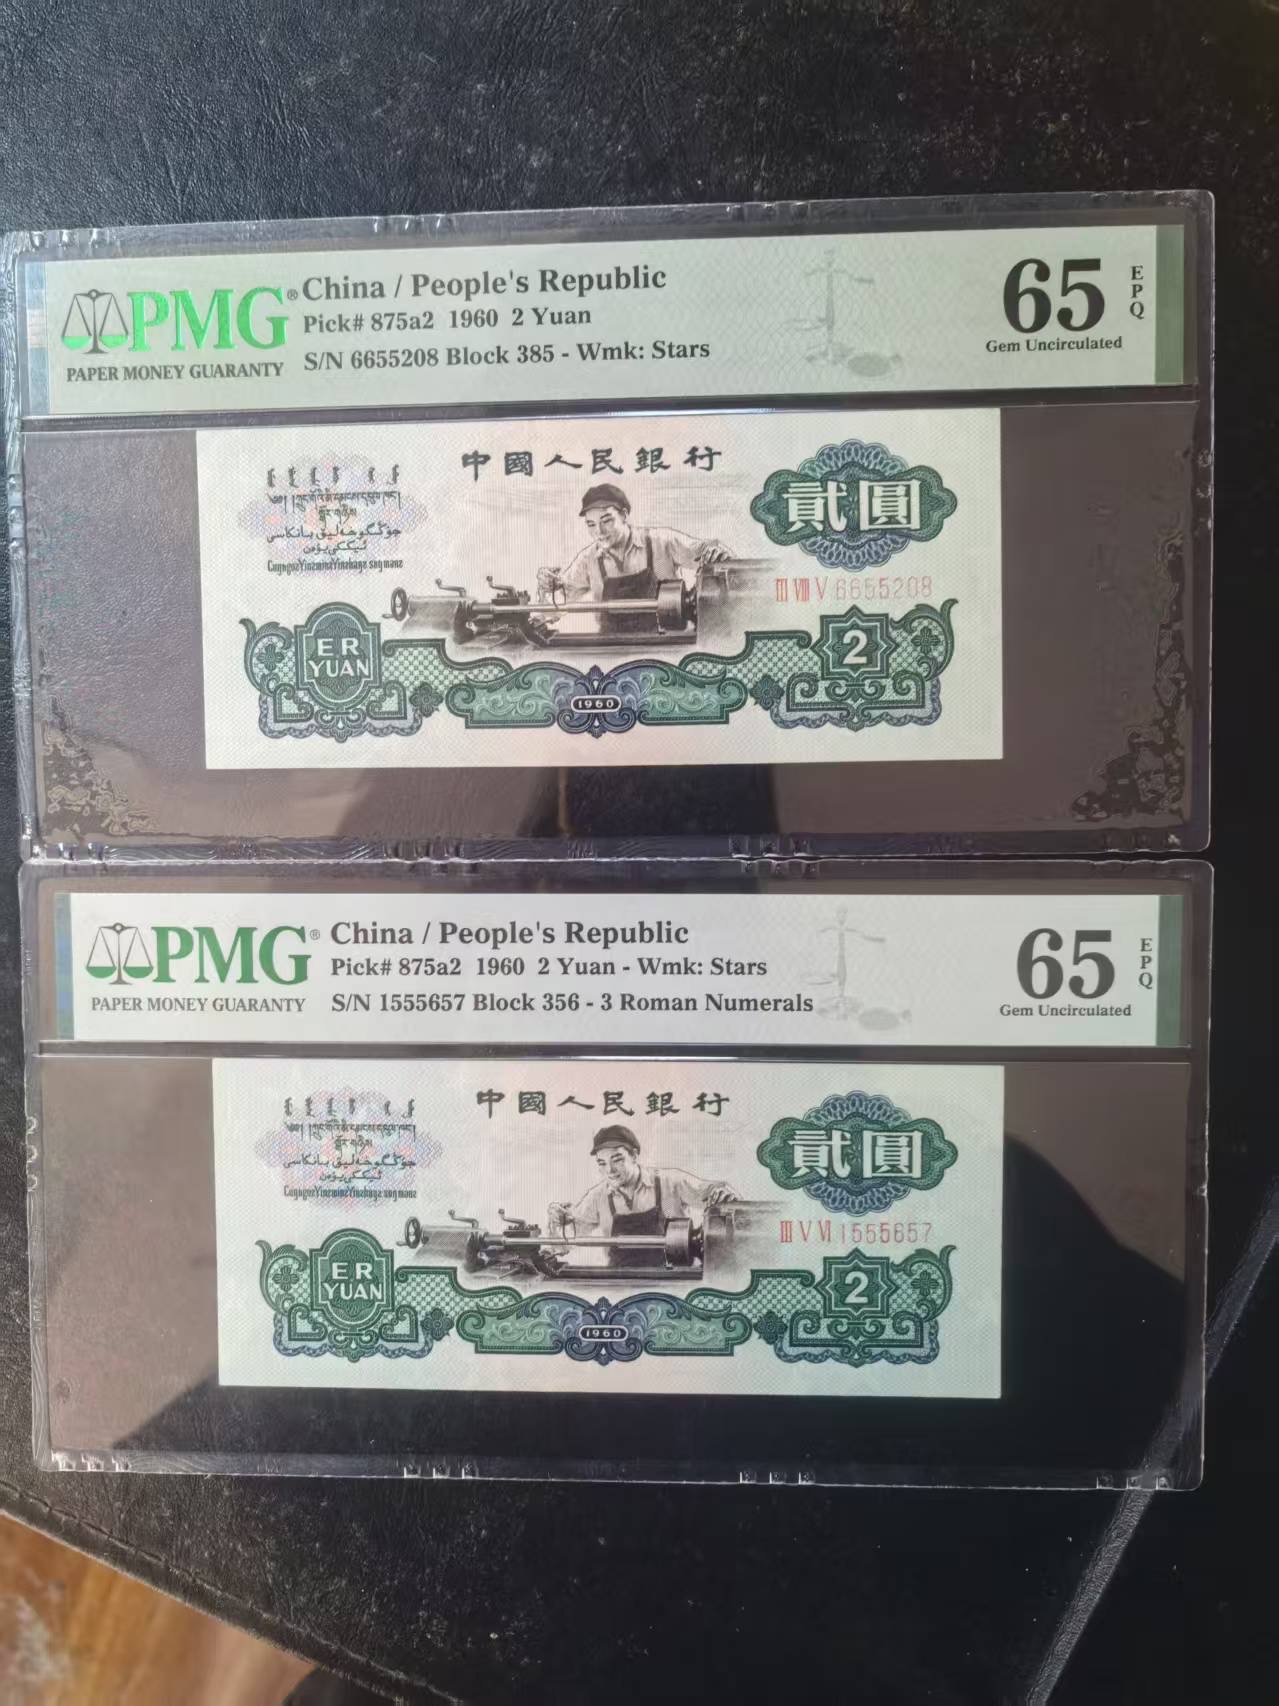 PMG®
PAPER MONEY GUARANTY
China / People's Republic
Pick# 875a2 1960 2 Yuan
S/N 6655208 Block 385 - Wmk: Stars
65 EPQ
Gem Uncirculated
中國人民銀行
貳圓
III VIII V 6655208
ER
YUAN
2
1960
PMG®
PAPER MONEY GUARANTY
China / People's Republic
Pick# 875a2 1960 2 Yuan - Wmk: Stars
S/N 1555657 Block 356 - 3 Roman Numerals
65 EPQ
Gem Uncirculated
中國人民銀行
貳圓
III V VI 1555657
ER
YUAN
2
1960